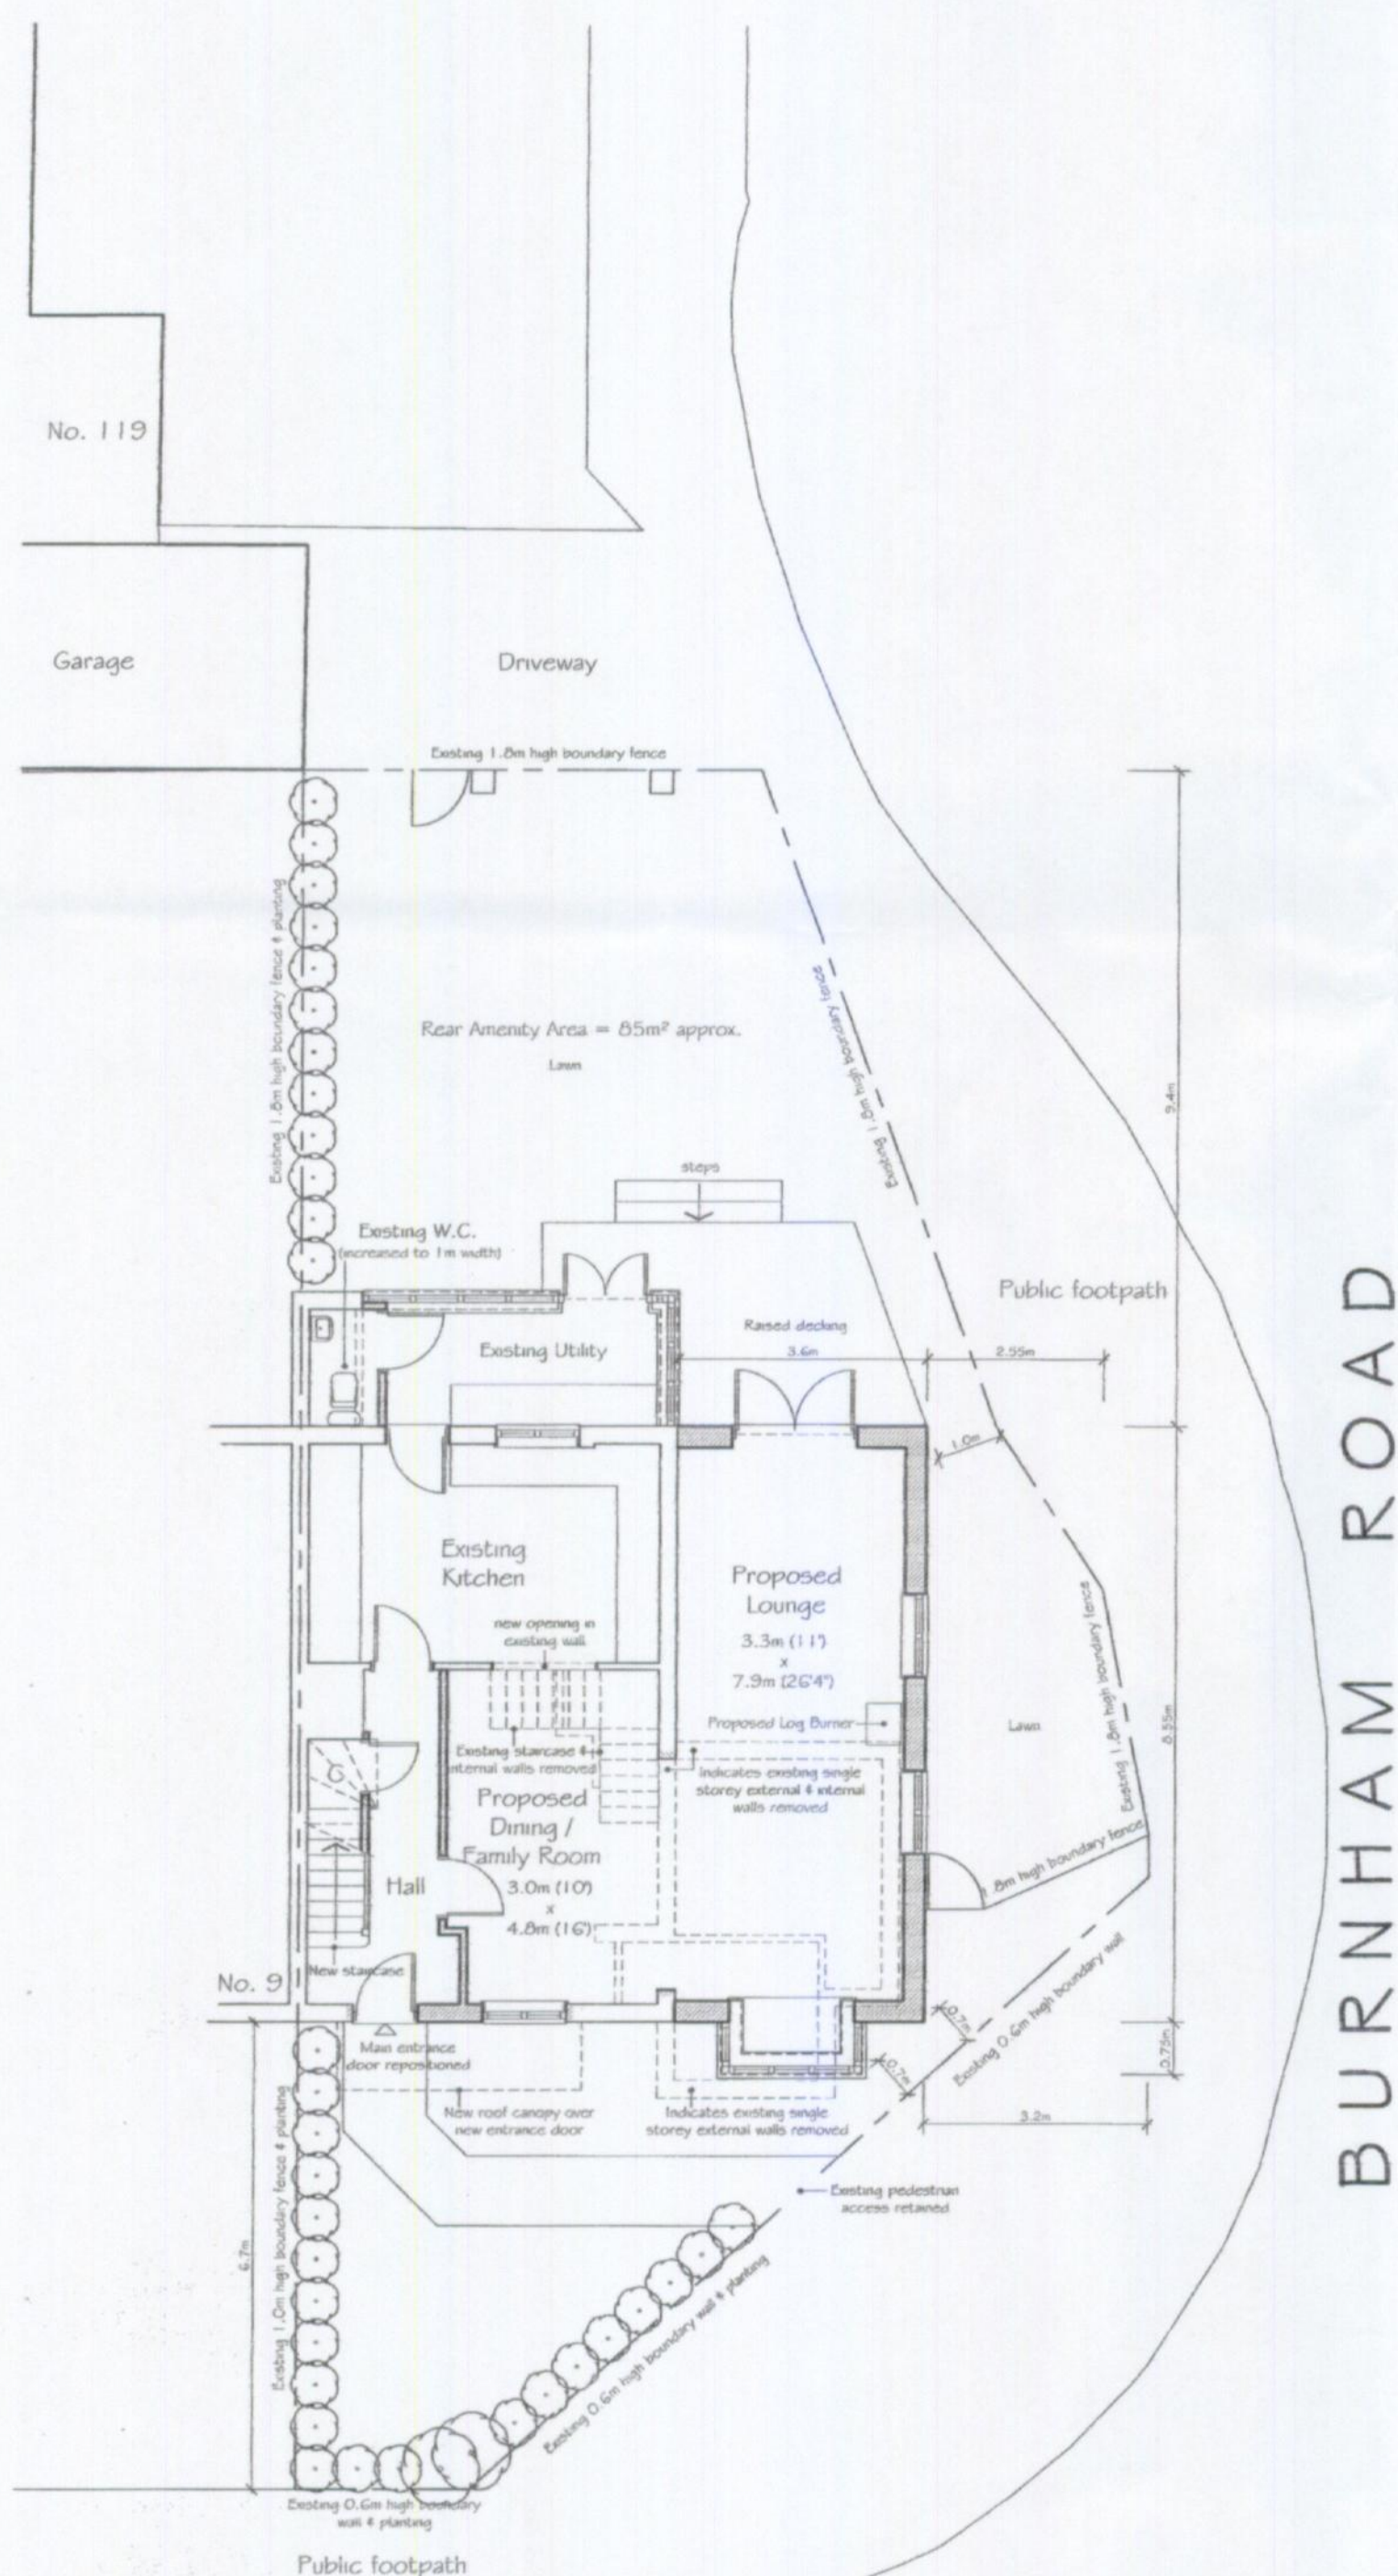 No. 119
Garage
Driveway
Existing 1.8m high boundary fence
Existing 1.8m high boundary fence & planting
Existing 1.8m high boundary fence
Rear Amenity Area = 85m² approx.
Lawn
9.4m
steps
Existing W.C.
(increased to 1m width)
Public footpath
Raised decking
Existing Utility
3.6m
2.55m
1.0m
BURNHAM ROAD
Existing
Kitchen
Proposed
Lounge
3.3m (11')
x
7.9m (26'4")
new opening in
existing wall
Existing 1.8m high boundary fence
Proposed Log Burner
Lawn
8.55m
Existing staircase &
internal walls removed
Indicates existing single
storey external & internal
walls removed
Proposed
Dining /
Family Room
3.0m (10')
x
4.8m (16')
Hall
1.8m high boundary fence
New staircase
No. 9
Main entrance
door repositioned
0.7m
0.7m
Existing 0.6m high boundary wall
0.75m
New roof canopy over
new entrance door
Indicates existing single
storey external walls removed
3.2m
Existing pedestrian
access retained
6.7m
Existing 1.0m high boundary fence & planting
Existing 0.6m high boundary wall & planting
Existing 0.6m high boundary
wall & planting
Public footpath